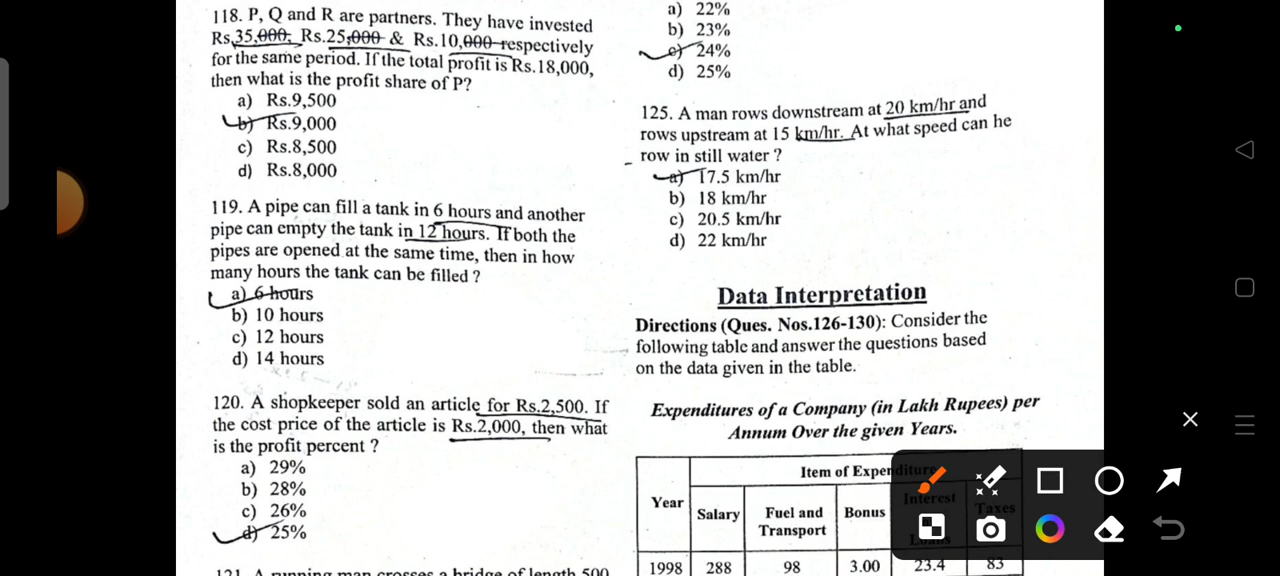 118. P, Q and R are partners. They have invested
Rs.35,000, Rs.25,000 & Rs.10,000 respectively
for the same period. If the total profit is Rs.18,000,
then what is the profit share of P?
a) Rs.9,500
b) Rs.9,000
c) Rs.8,500
d) Rs.8,000
119. A pipe can fill a tank in 6 hours and another
pipe can empty the tank in 12 hours. If both the
pipes are opened at the same time, then in how
many hours the tank can be filled ?
a) 6 hours
b) 10 hours
c) 12 hours
d) 14 hours
120. A shopkeeper sold an article for Rs.2,500. If
the cost price of the article is Rs.2,000, then what
is the profit percent ?
a) 29%
b) 28%
c) 26%
d) 25%
121. A running man crosses a bridge of length 500
a) 22%
b) 23%
c) 24%
d) 25%
125. A man rows downstream at 20 km/hr and
rows upstream at 15 km/hr. At what speed can he
row in still water ?
a) 17.5 km/hr
b) 18 km/hr
c) 20.5 km/hr
d) 22 km/hr
Data Interpretation
Directions (Ques. Nos.126-130): Consider the
following table and answer the questions based
on the data given in the table.
Expenditures of a Company (in Lakh Rupees) per
Annum Over the given Years.
Item of Expenditure
Year Salary Fuel and Transport Bonus Interest Loans Taxes
1998 288 98 3.00 23.4 83